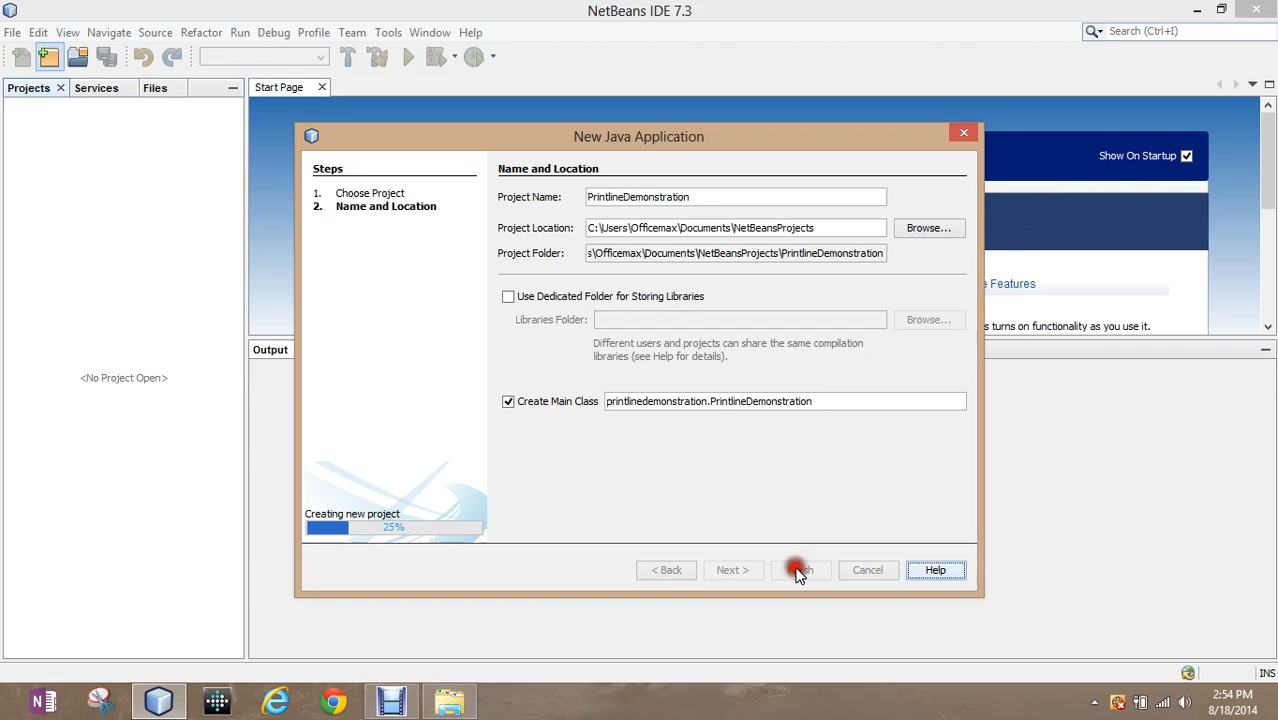 NetBeans IDE 7.3
File Edit View Navigate Source Refactor Run Debug Profile Team Tools Window Help
Search (Ctrl+I)
Projects Services Files
Start Page
Show On Startup
e Features
s turns on functionality as you use it.
<No Project Open>
Output
New Java Application
Steps
1. Choose Project
2. Name and Location
Creating new project
25%
Name and Location
Project Name: PrintlineDemonstration
Project Location: C:\Users\Officemax\Documents\NetBeansProjects Browse...
Project Folder: s\Officemax\Documents\NetBeansProjects\PrintlineDemonstration
Use Dedicated Folder for Storing Libraries
Libraries Folder: Browse...
Different users and projects can share the same compilation
libraries (see Help for details).
Create Main Class printlinedemonstration.PrintlineDemonstration
< Back Next > Cancel Help
INS
2:54 PM
8/18/2014